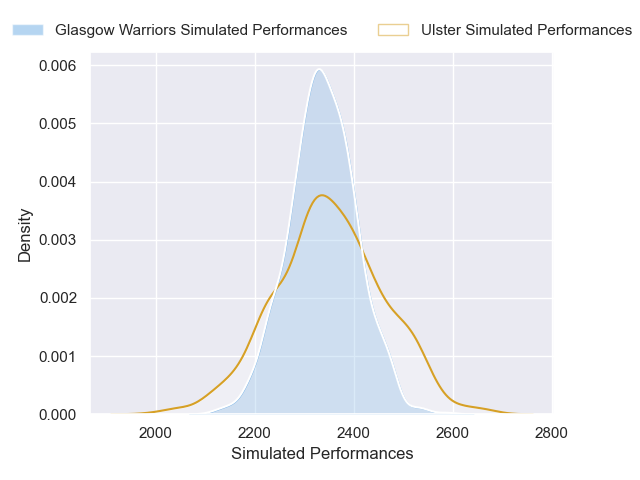 Glasgow Warriors Simulated Performances Ulster Simulated Performances
0.006
0.005
0.004
0.003
0.002
0.001
0.000
Density
2000 2200 2400 2600 2800
Simulated Performances